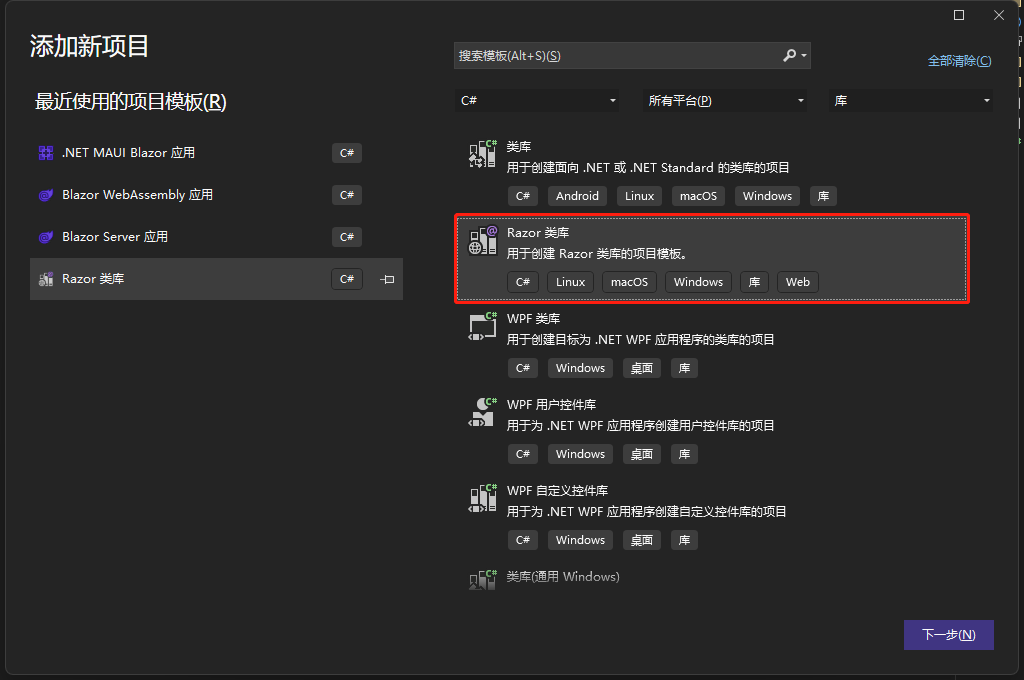 添加新项目
搜索模板(Alt+S)(S)
全部清除(C)
最近使用的项目模板(R)
C#
所有平台(P)
库
.NET MAUI Blazor 应用
C#
Blazor WebAssembly 应用
C#
Blazor Server 应用
C#
Razor 类库
C#
类库
用于创建面向 .NET 或 .NET Standard 的类库的项目
C# Android Linux macOS Windows 库
Razor 类库
用于创建 Razor 类库的项目模板。
C# Linux macOS Windows 库 Web
WPF 类库
用于创建目标为 .NET WPF 应用程序的类库的项目
C# Windows 桌面 库
WPF 用户控件库
用于为 .NET WPF 应用程序创建用户控件库的项目
C# Windows 桌面 库
WPF 自定义控件库
用于为 .NET WPF 应用程序创建自定义控件库的项目
C# Windows 桌面 库
类库(通用 Windows)
下一步(N)